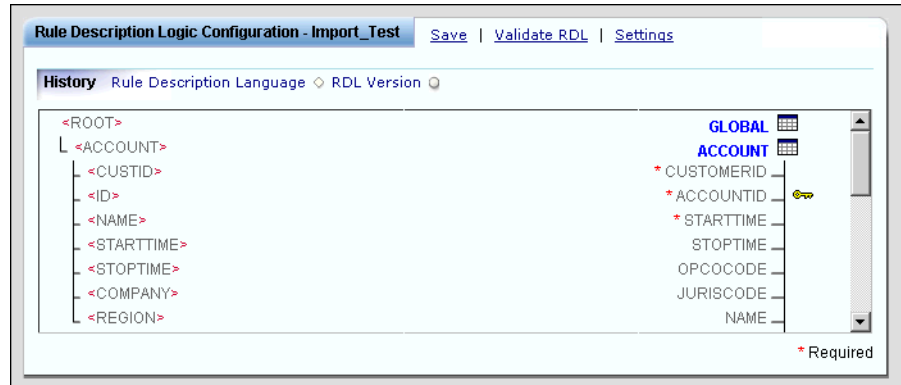 Rule Description Logic Configuration - Import_Test Save | Validate RDL | Settings
History Rule Description Language RDL Version
<ROOT> GLOBAL
<ACCOUNT> ACCOUNT
<CUSTID> * CUSTOMERID
<ID> * ACCOUNTID
<NAME> * STARTTIME
<STARTTIME> STOPTIME
<STOPTIME> OPCOCODE
<COMPANY> JURISCODE
<REGION> NAME
* Required